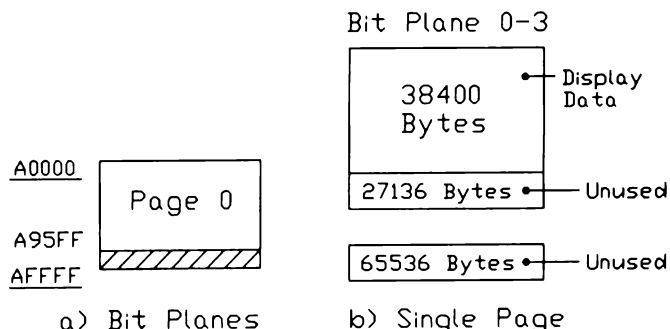 Bit Plane 0-3
38400
Bytes
Display
Data
A0000
Page 0
27136 Bytes
Unused
A95FF
AFFFF
65536 Bytes
Unused
a) Bit Planes
b) Single Page